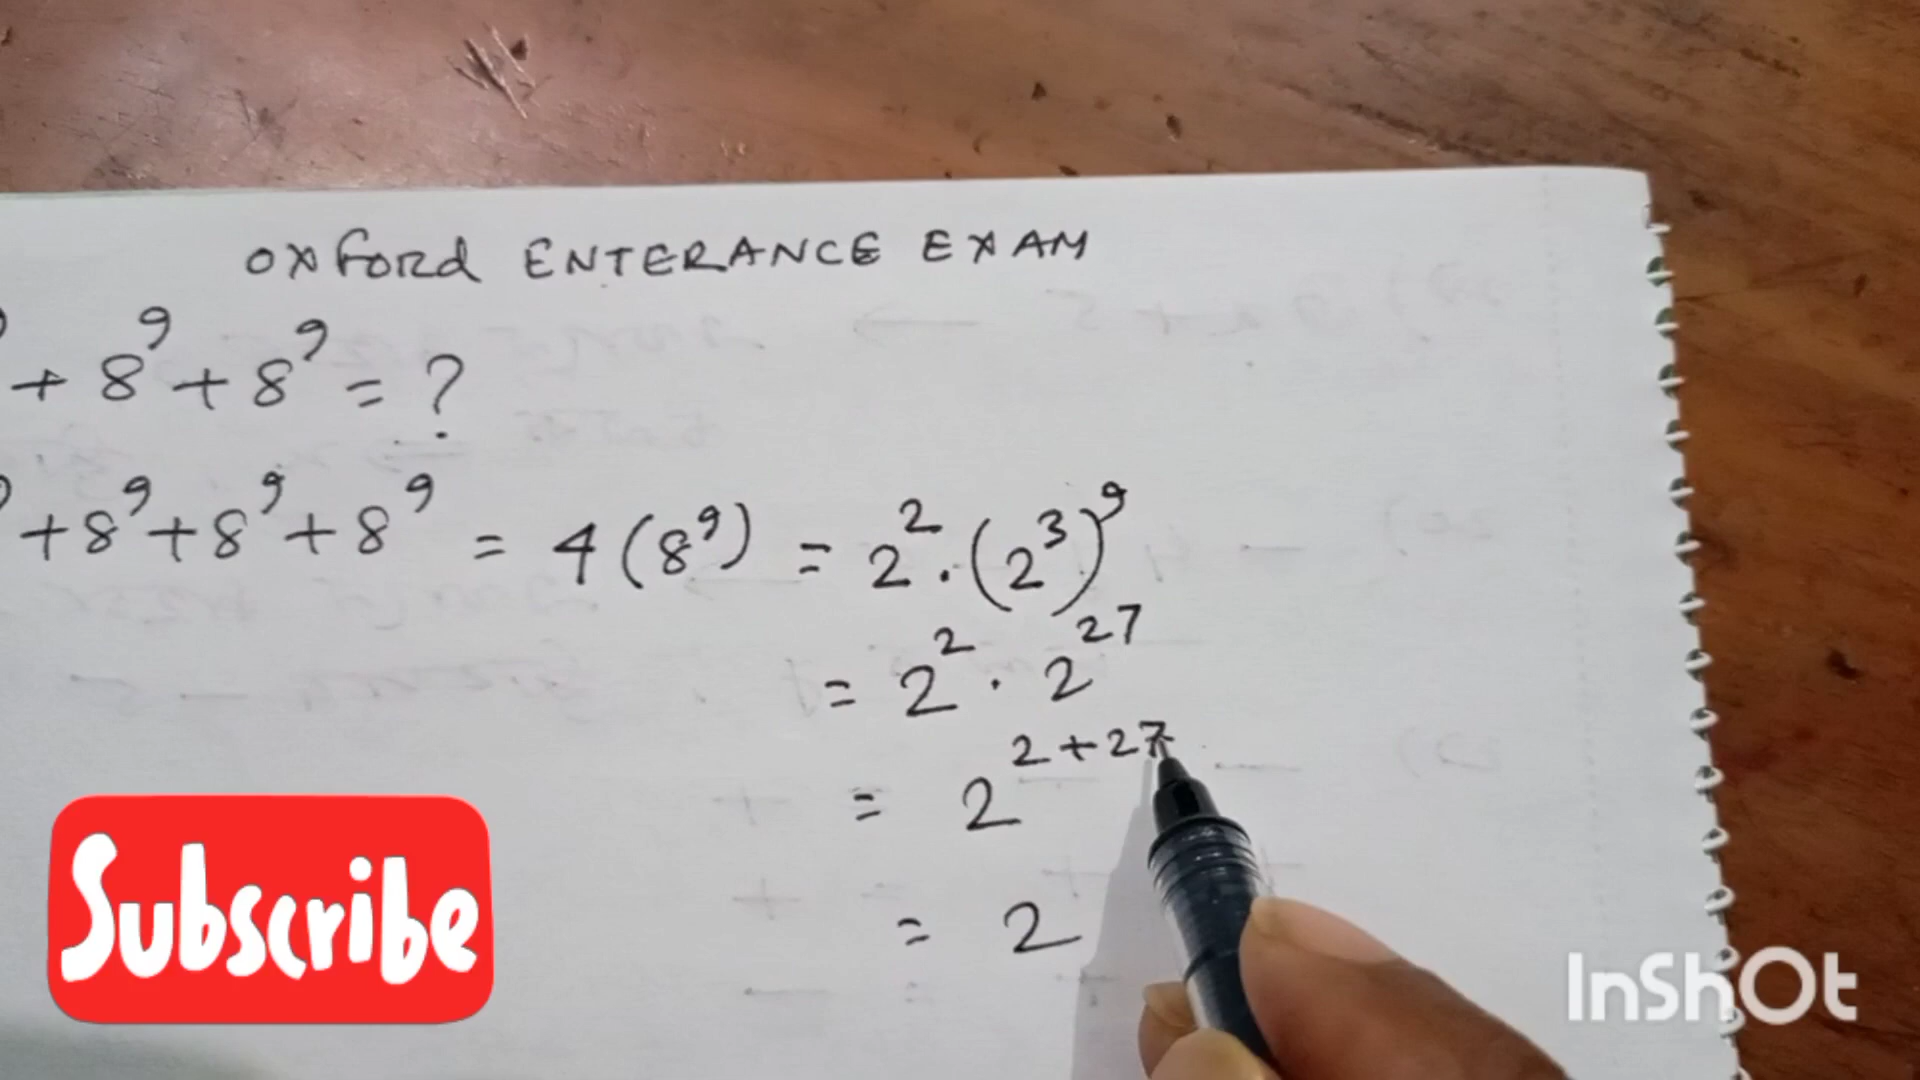 OXFORD ENTERANCE EXAM
+ 8⁹ + 8⁹ = ?
+ 8⁹ + 8⁹ + 8⁹ = 4 (8⁹) = 2² . (2³)⁹
= 2² . 2²⁷
= 2²⁺²⁷
= 2
Subscribe
InShOt